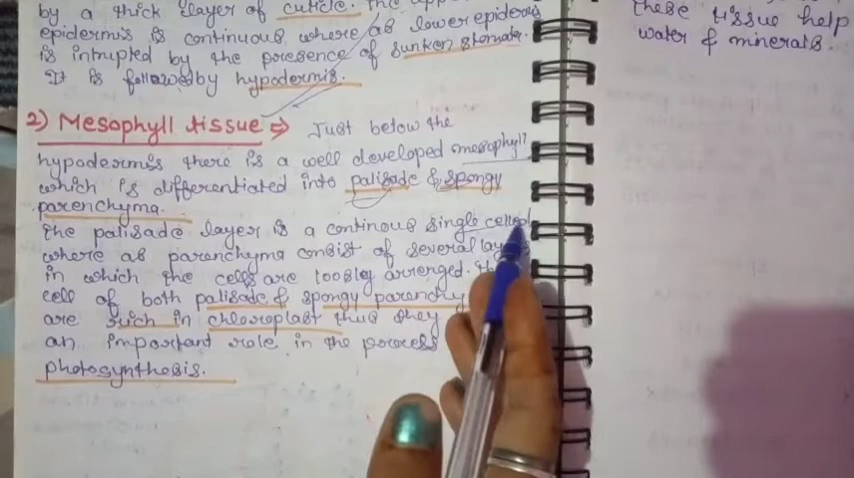 by a thick layer of cuticle. The upp
epidermis is continuous where as lower epidermis
is intrupted by the presence of sunken stomata.
It is followed by hypodermis.
2) Mesophyll tissue ⇒ Just below the
hypodermis there is a well developed mesophyll
which is differentiated into palisade & spongy
parenchyma.
The palisade layer is a continous single celled
where as parenchyma consist of several layers
in which the cells are loosley arranged. The
cell of both palisade & spongy parenchy
are rich in chloroplast thus they
an important role in the process
photosynthesis.
these tissue help
water & minerals.